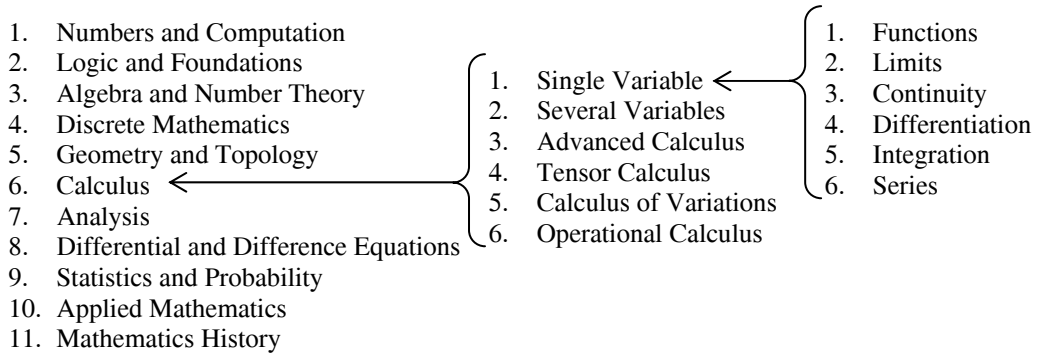 1. Numbers and Computation
2. Logic and Foundations
3. Algebra and Number Theory
4. Discrete Mathematics
5. Geometry and Topology
6. Calculus
7. Analysis
8. Differential and Difference Equations
9. Statistics and Probability
10. Applied Mathematics
11. Mathematics History
1. Single Variable
2. Several Variables
3. Advanced Calculus
4. Tensor Calculus
5. Calculus of Variations
6. Operational Calculus
1. Functions
2. Limits
3. Continuity
4. Differentiation
5. Integration
6. Series